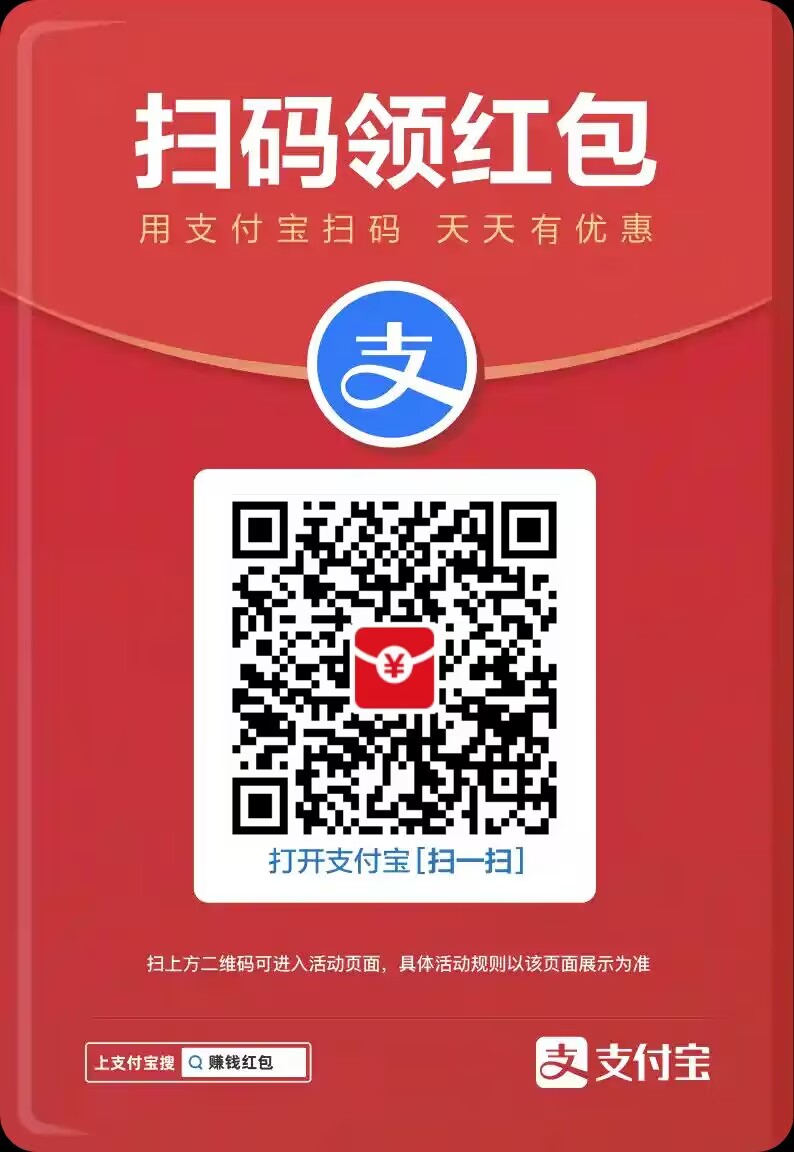 扫码领红包
用支付宝扫码 天天有优惠
支
¥
打开支付宝[扫一扫]
扫上方二维码可进入活动页面，具体活动规则以该页面展示为准
上支付宝搜 赚钱红包
支 支付宝